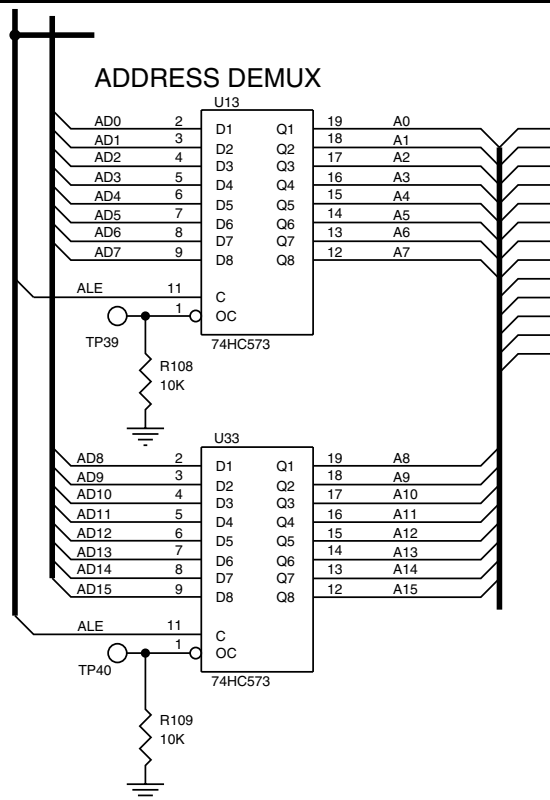 ADDRESS DEMUX
U13
AD0 2 D1 Q1 19 A0
AD1 3 D2 Q2 18 A1
AD2 4 D3 Q3 17 A2
AD3 5 D4 Q4 16 A3
AD4 6 D5 Q5 15 A4
AD5 7 D6 Q6 14 A5
AD6 8 D7 Q7 13 A6
AD7 9 D8 Q8 12 A7
ALE 11 C
1 OC
TP39
74HC573
R108
10K
U33
AD8 2 D1 Q1 19 A8
AD9 3 D2 Q2 18 A9
AD10 4 D3 Q3 17 A10
AD11 5 D4 Q4 16 A11
AD12 6 D5 Q5 15 A12
AD13 7 D6 Q6 14 A13
AD14 8 D7 Q7 13 A14
AD15 9 D8 Q8 12 A15
ALE 11 C
1 OC
TP40
74HC573
R109
10K